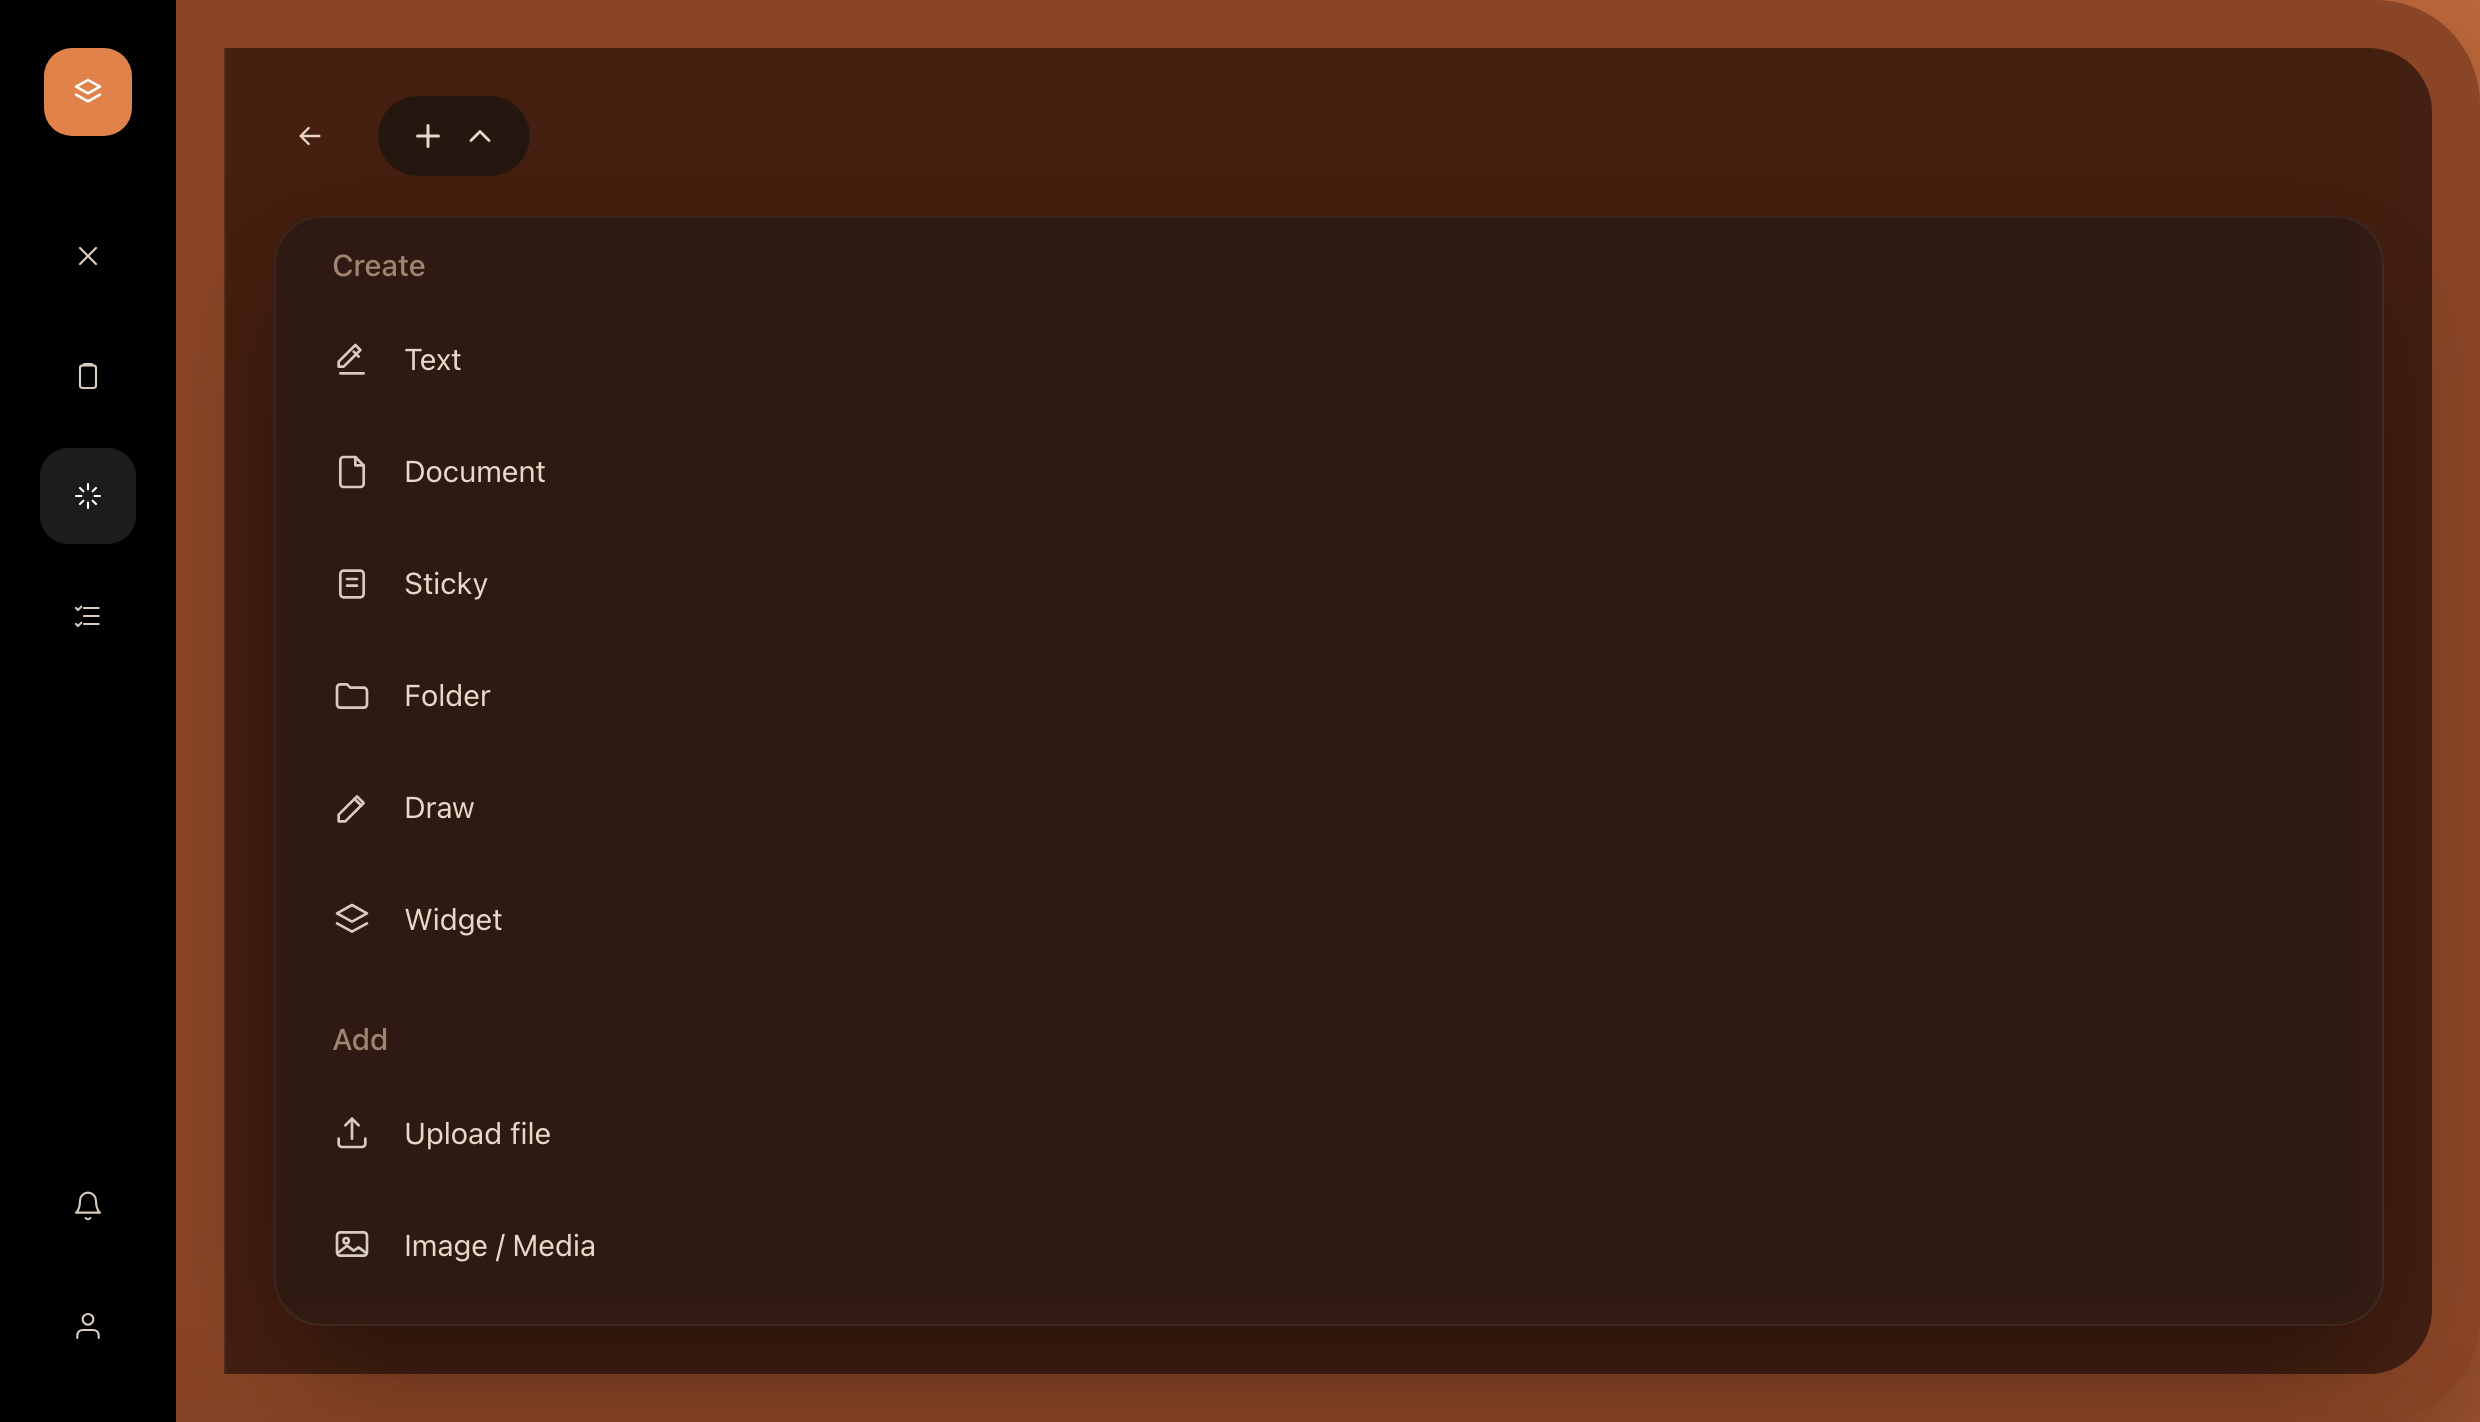 Create
Text
Document
Sticky
Folder
Draw
Widget
Add
Upload file
Image / Media